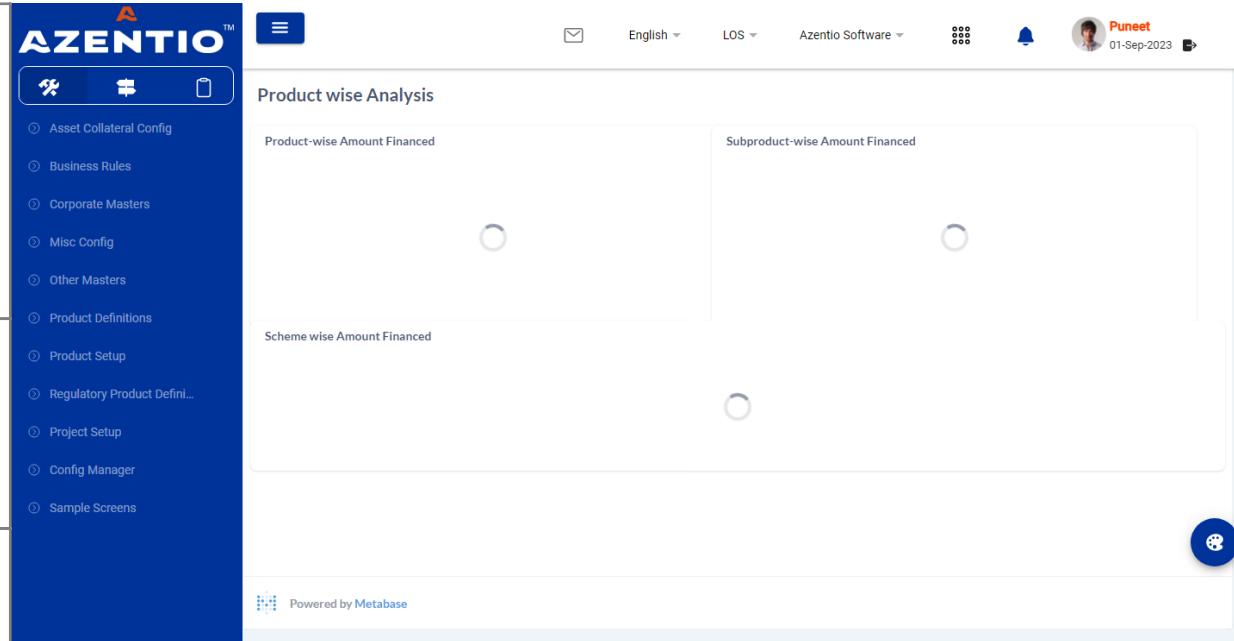 AZENTIO™
English
LOS
Azentio Software
Puneet
01-Sep-2023
Asset Collateral Config
Business Rules
Corporate Masters
Misc Config
Other Masters
Product Definitions
Product Setup
Regulatory Product Defini...
Project Setup
Config Manager
Sample Screens
Product wise Analysis
Product-wise Amount Financed
Subproduct-wise Amount Financed
Scheme wise Amount Financed
Powered by Metabase